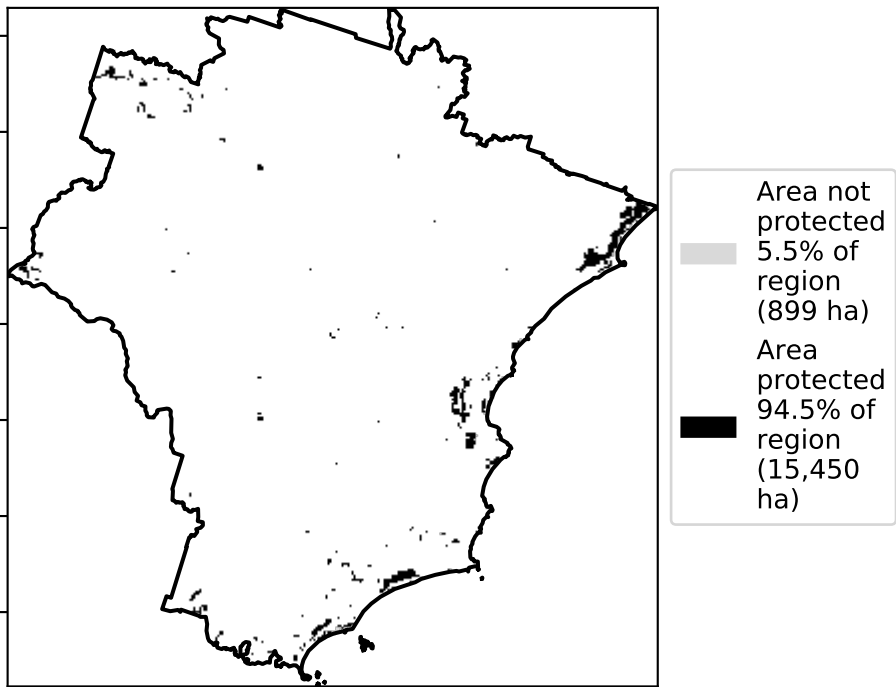 Area not
protected
5.5% of
region
(899 ha)
Area
protected
94.5% of
region
(15,450
ha)